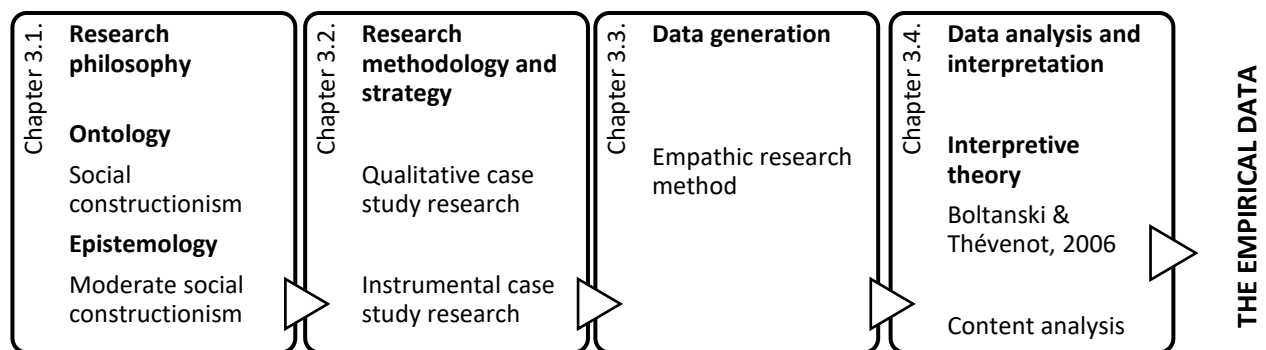 Chapter 3.1.
Research
philosophy
Ontology
Social
constructionism
Epistemology
Moderate social
constructionism
Chapter 3.2.
Research
methodology and
strategy
Qualitative case
study research
Instrumental case
study research
Chapter 3.3.
Data generation
Empathic research
method
Chapter 3.4.
Data analysis and
interpretation
Interpretive
theory
Boltanski &
Thévenot, 2006
Content analysis
THE EMPIRICAL DATA